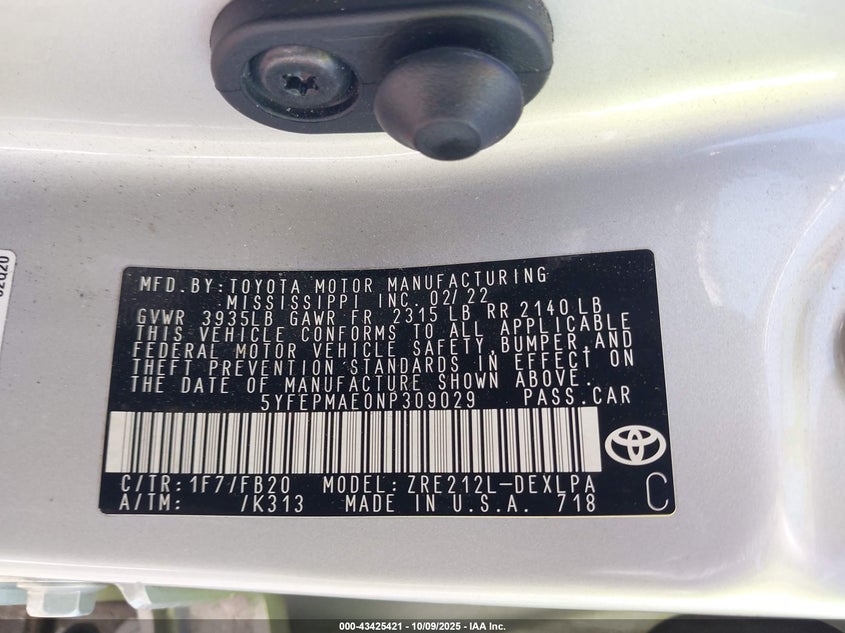 MFD.BY:TOYOTA MOTOR MANUFACTURING
MISSISSIPPI INC. 02/22
GVWR 3935LB GAWR FR 2315 LB RR 2140 LB
THIS VEHICLE CONFORMS TO ALL APPLICABLE
FEDERAL MOTOR VEHICLE SAFETY, BUMPER, AND
THEFT PREVENTION STANDARDS IN EFFECT ON
THE DATE OF MANUFACTURE SHOWN ABOVE.
5YFEPMAE0NP309029 PASS.CAR
C/TR:1F7/FB20 MODEL:ZRE212L-DEXLPA
A/TM: /K313 MADE IN U.S.A. 718
C
000-43425421 - 10/09/2025 - IAA Inc.